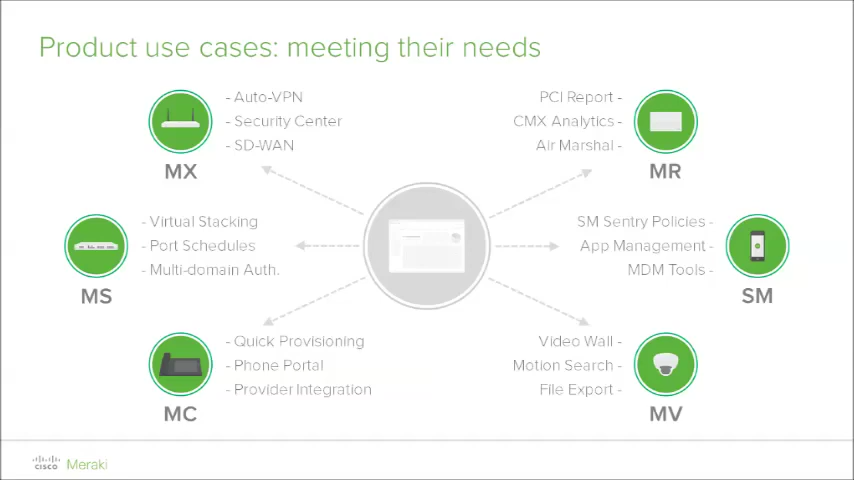 Product use cases: meeting their needs
- Auto-VPN
- Security Center
- SD-WAN
MX
PCI Report -
CMX Analytics -
Air Marshal -
MR
- Virtual Stacking
- Port Schedules
- Multi-domain Auth.
MS
SM Sentry Policies -
App Management -
MDM Tools -
SM
- Quick Provisioning
- Phone Portal
- Provider Integration
MC
Video Wall -
Motion Search -
File Export -
MV
CISCO Meraki